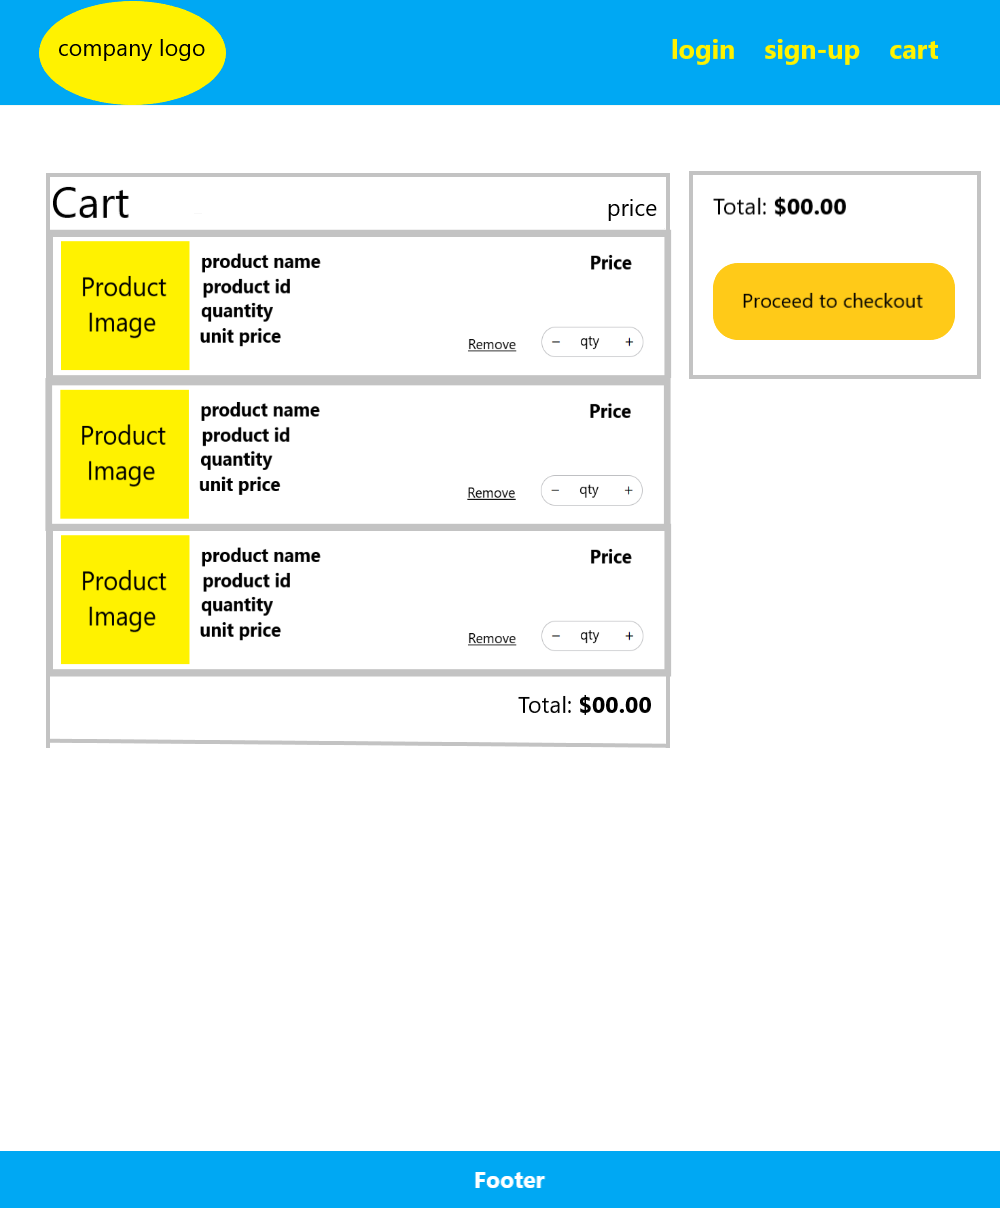 company logo
login sign-up cart
Cart
price
Total: $00.00
Proceed to checkout
Product
Image
product name
product id
quantity
unit price
Price
Remove
− qty +
Product
Image
product name
product id
quantity
unit price
Price
Remove
− qty +
Product
Image
product name
product id
quantity
unit price
Price
Remove
− qty +
Total: $00.00
Footer